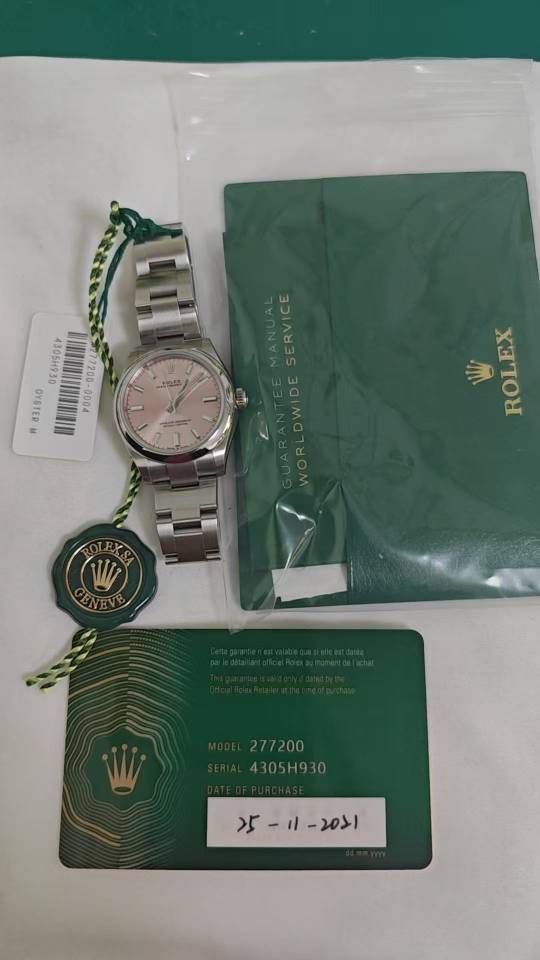 GUARANTEE MANUAL
WORLDWIDE SERVICE
ROLEX
277200-0004
4305H930
OYSTER M
ROLEX
ROLEX SA
GENEVE
Cette garantie n'est valable que si elle est datée
par le détaillant officiel Rolex au moment de l'achat
This guarantee is valid only if dated by the
Official Rolex Retailer at the time of purchase
MODEL 277200
SERIAL 4305H930
DATE OF PURCHASE
25-11-2021
dd.mm.yyyy